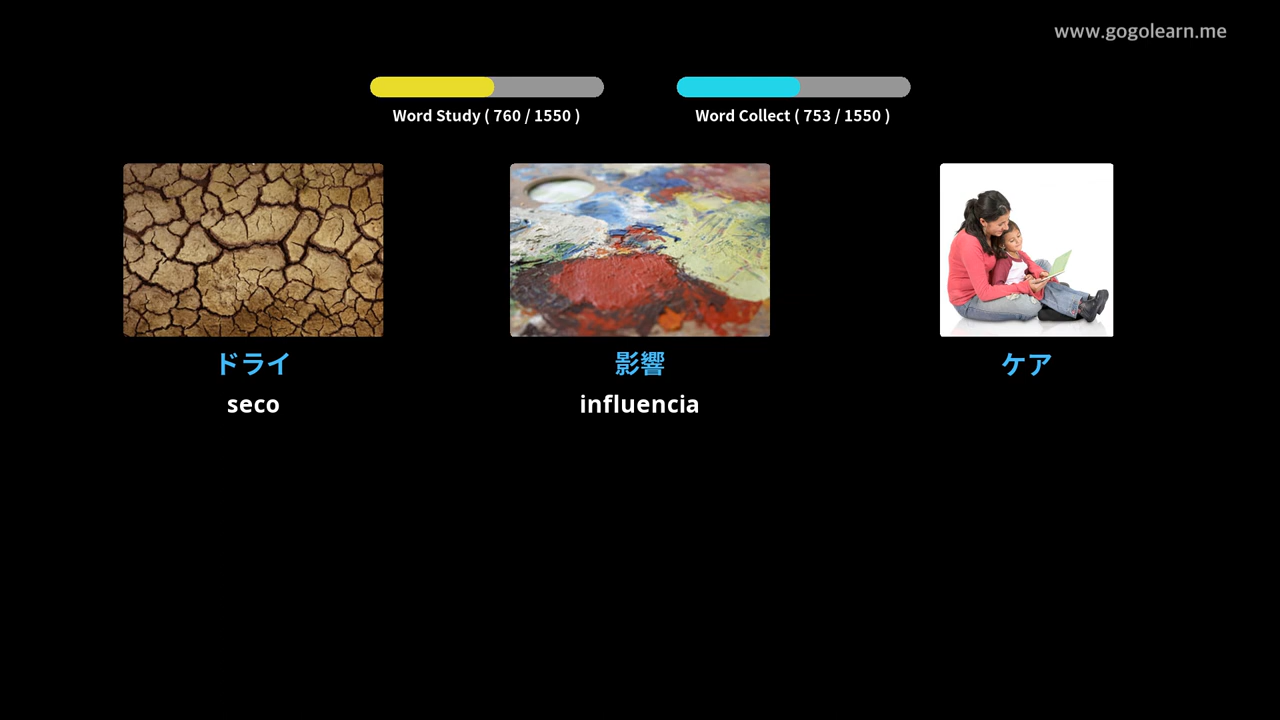 www.gogolearn.me
Word Study ( 760 / 1550 )
Word Collect ( 753 / 1550 )
ドライ
影響
ケア
seco
influencia